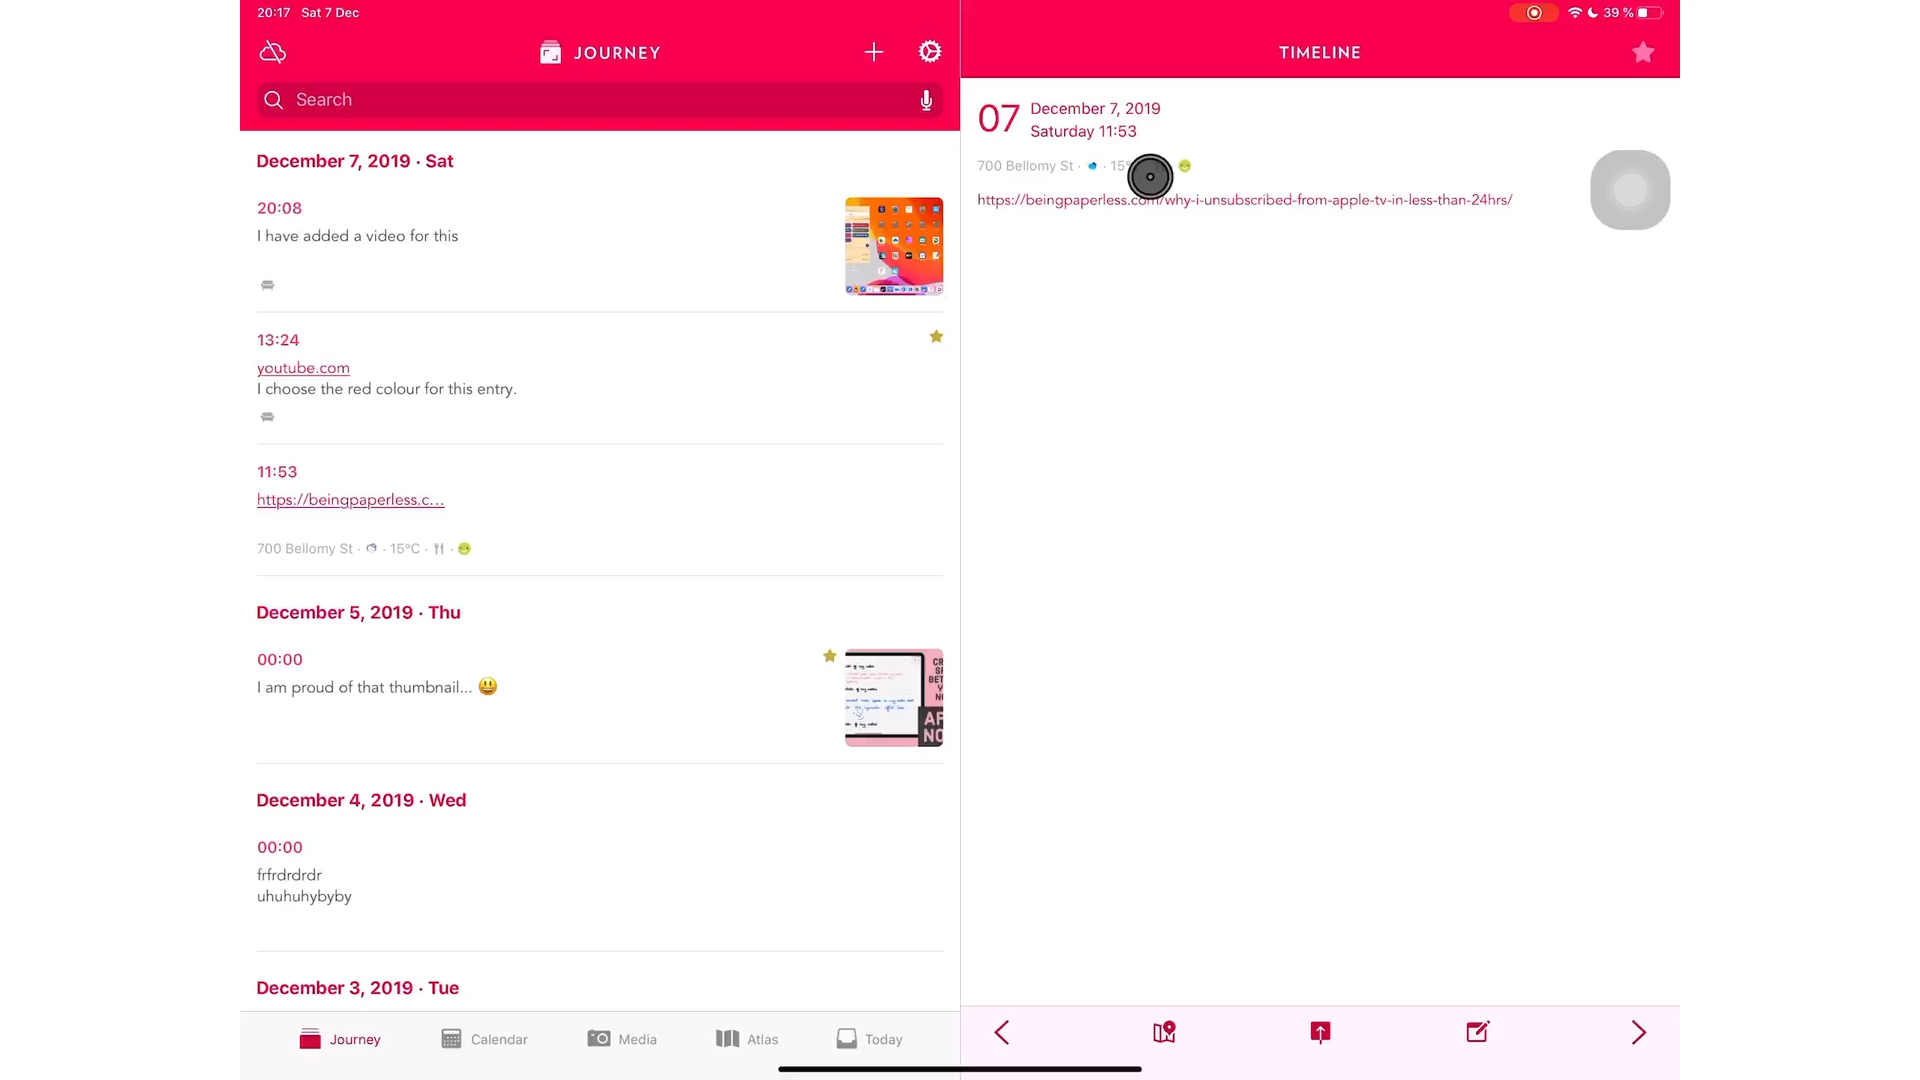 20:17 Sat 7 Dec
39 %
JOURNEY
Search
December 7, 2019 · Sat
20:08
I have added a video for this
13:24
youtube.com
I choose the red colour for this entry.
11:53
https://beingpaperless.c...
700 Bellomy St · · 15°C · ·
December 5, 2019 · Thu
00:00
I am proud of that thumbnail... 😃
December 4, 2019 · Wed
00:00
frfrdrdrdr
uhuhuhybyby
December 3, 2019 · Tue
Journey
Calendar
Media
Atlas
Today
TIMELINE
07
December 7, 2019
Saturday 11:53
700 Bellomy St · · 15°
https://beingpaperless.com/why-i-unsubscribed-from-apple-tv-in-less-than-24hrs/